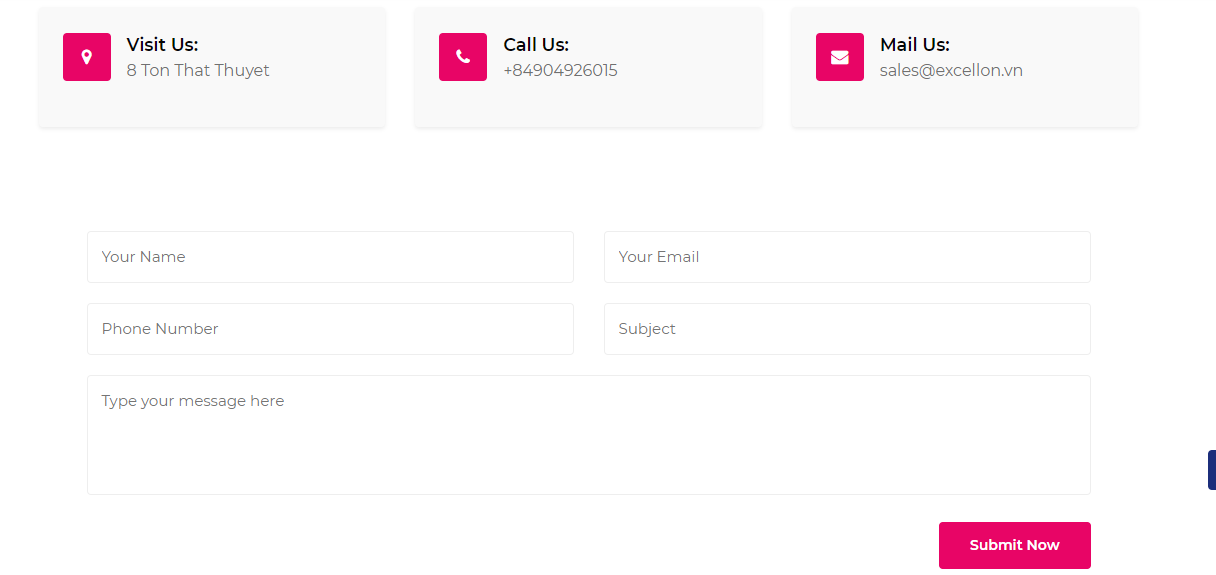 Visit Us:
8 Ton That Thuyet
Call Us:
+84904926015
Mail Us:
sales@excellon.vn
Your Name
Your Email
Phone Number
Subject
Type your message here
Submit Now